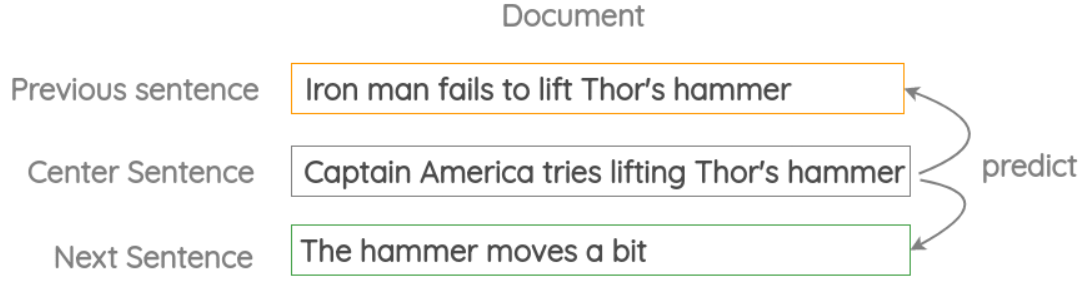 Document
Previous sentence
Iron man fails to lift Thor's hammer
Center Sentence
Captain America tries lifting Thor's hammer
predict
Next Sentence
The hammer moves a bit